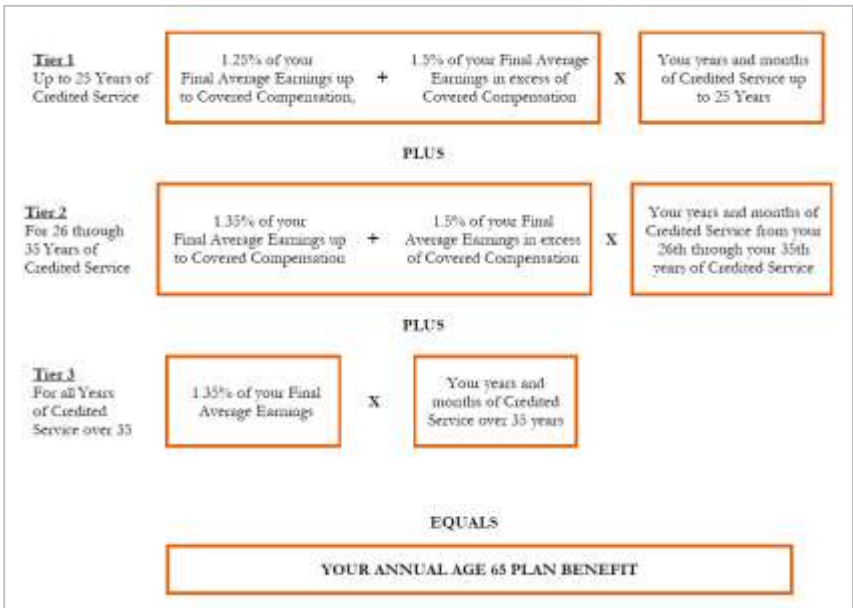 Tier 1
Up to 25 Years of
Credited Service
1.25% of your
Final Average Earnings up
to Covered Compensation,
+
1.5% of your Final Average
Earnings in excess of
Covered Compensation
X
Your years and months
of Credited Service up
to 25 Years
PLUS
Tier 2
For 26 through
35 Years of
Credited Service
1.35% of your
Final Average Earnings up
to Covered Compensation
+
1.5% of your Final
Average Earnings in excess
of Covered Compensation
X
Your years and months of
Credited Service from your
26th through your 35th
years of Credited Service
PLUS
Tier 3
For all Years
of Credited
Service over 35
1.35% of your Final
Average Earnings
X
Your years and
months of Credited
Service over 35 years
EQUALS
YOUR ANNUAL AGE 65 PLAN BENEFIT